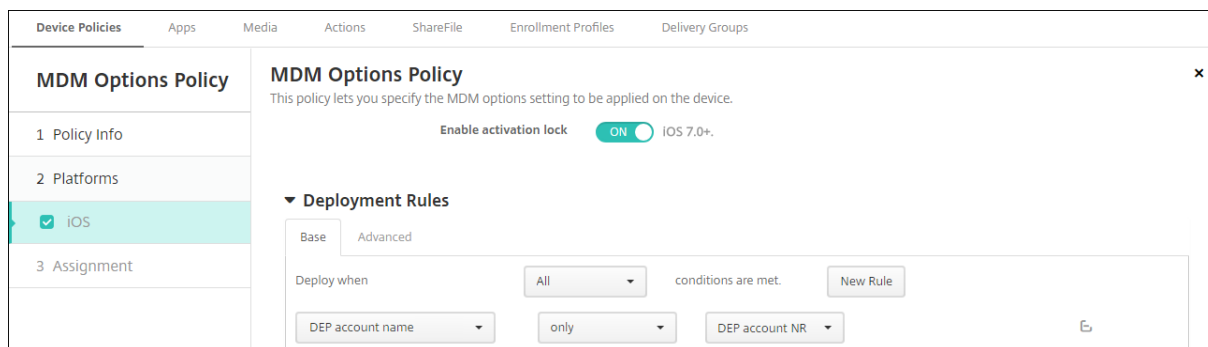 Device Policies Apps Media Actions ShareFile Enrollment Profiles Delivery Groups
MDM Options Policy
1 Policy Info
2 Platforms
iOS
3 Assignment
MDM Options Policy
×
This policy lets you specify the MDM options setting to be applied on the device.
Enable activation lock ON iOS 7.0+.
Deployment Rules
Base Advanced
Deploy when All conditions are met. New Rule
DEP account name only DEP account NR